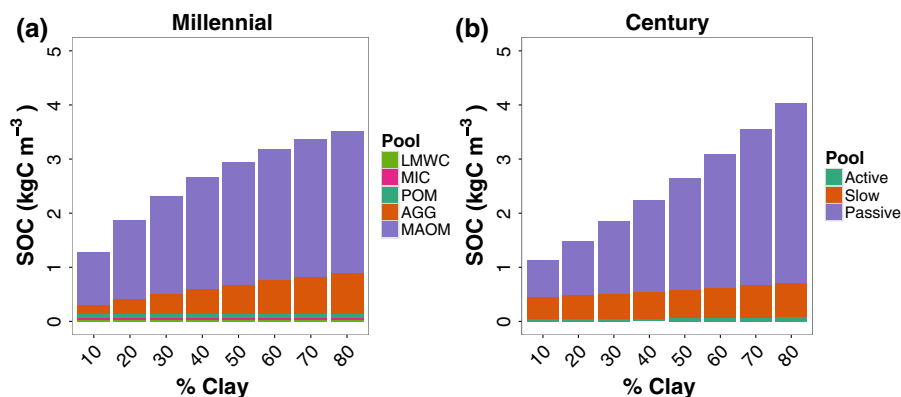 (a) Millennial
SOC (kgC m⁻³)
5
4
3
2
1
0
10 20 30 40 50 60 70 80
% Clay
Pool
LMWC
MIC
POM
AGG
MAOM
(b) Century
SOC (kgC m⁻³)
5
4
3
2
1
0
10 20 30 40 50 60 70 80
% Clay
Pool
Active
Slow
Passive